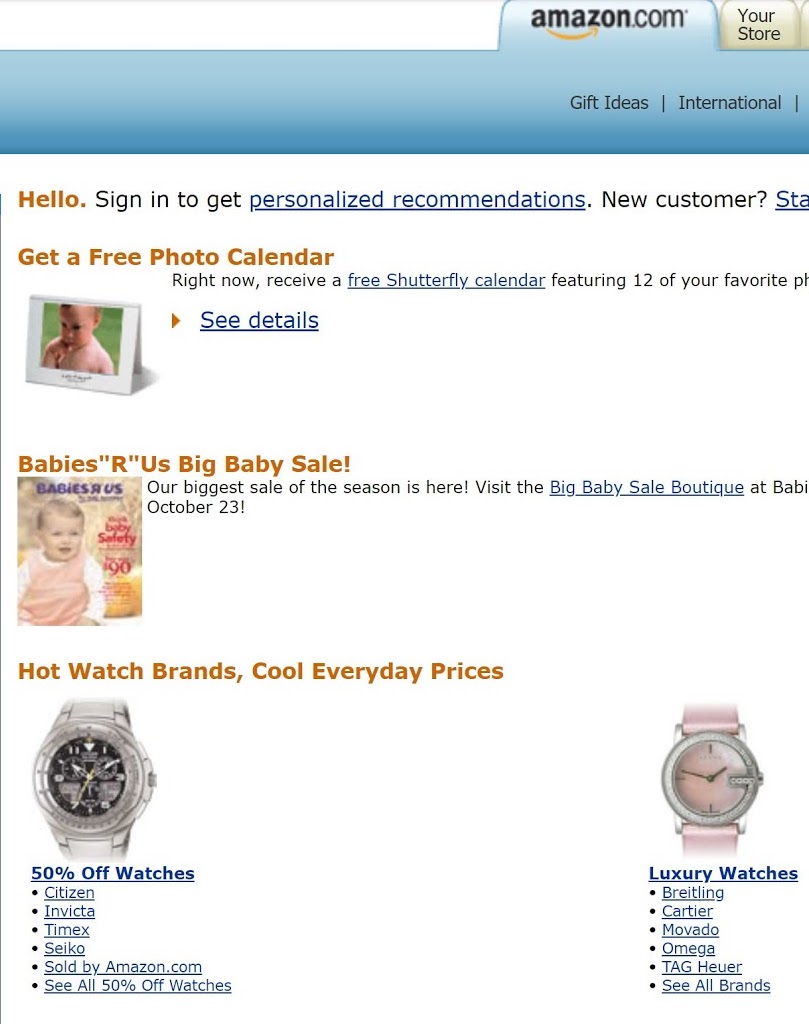 amazon.com
Your
Store
Gift Ideas | International |
Hello. Sign in to get personalized recommendations. New customer? Sta
Get a Free Photo Calendar
Right now, receive a free Shutterfly calendar featuring 12 of your favorite ph
See details
Babies"R"Us Big Baby Sale!
BABIES R US
Our biggest sale of the season is here! Visit the Big Baby Sale Boutique at Babi
October 23!
baby
Safety
$90
Hot Watch Brands, Cool Everyday Prices
50% Off Watches
• Citizen
• Invicta
• Timex
• Seiko
• Sold by Amazon.com
• See All 50% Off Watches
Luxury Watches
• Breitling
• Cartier
• Movado
• Omega
• TAG Heuer
• See All Brands